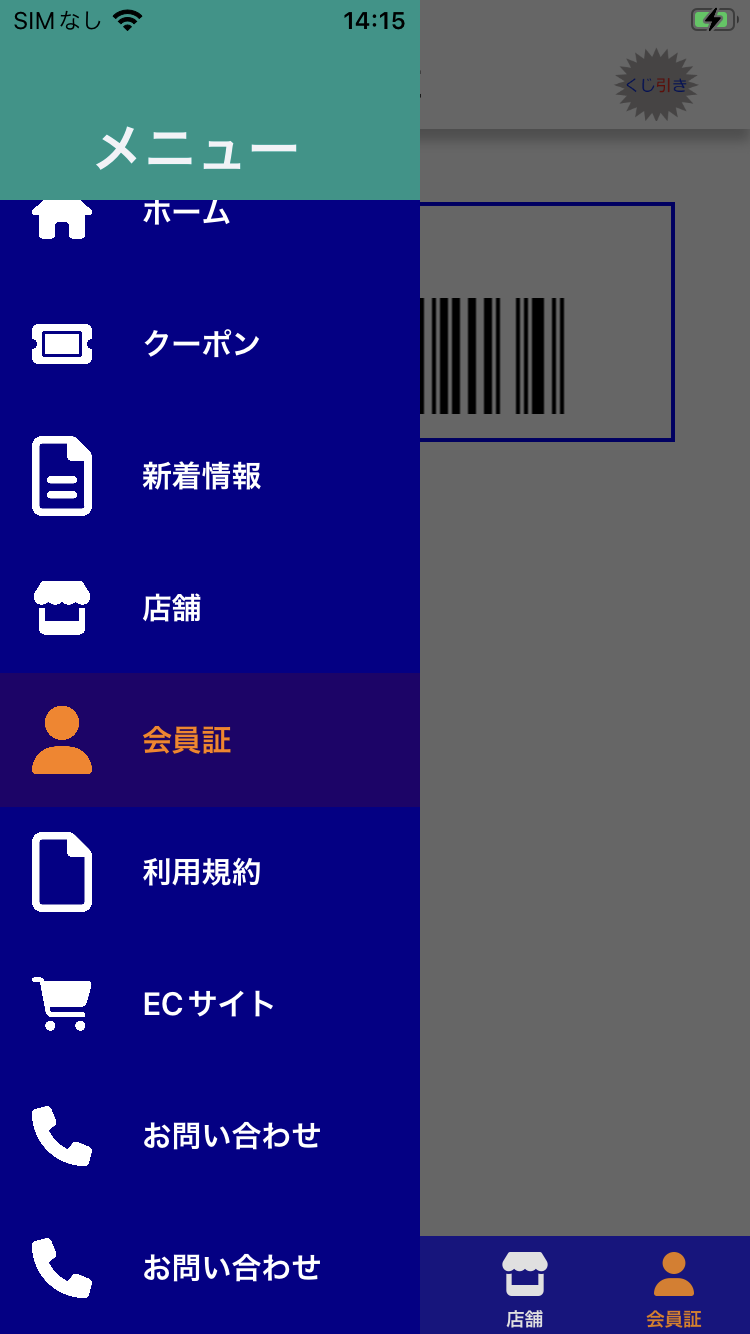 SIMなし 14:15
くじ引き
メニュー
ホーム
クーポン
新着情報
店舗
会員証
利用規約
ECサイト
お問い合わせ
お問い合わせ
店舗
会員証